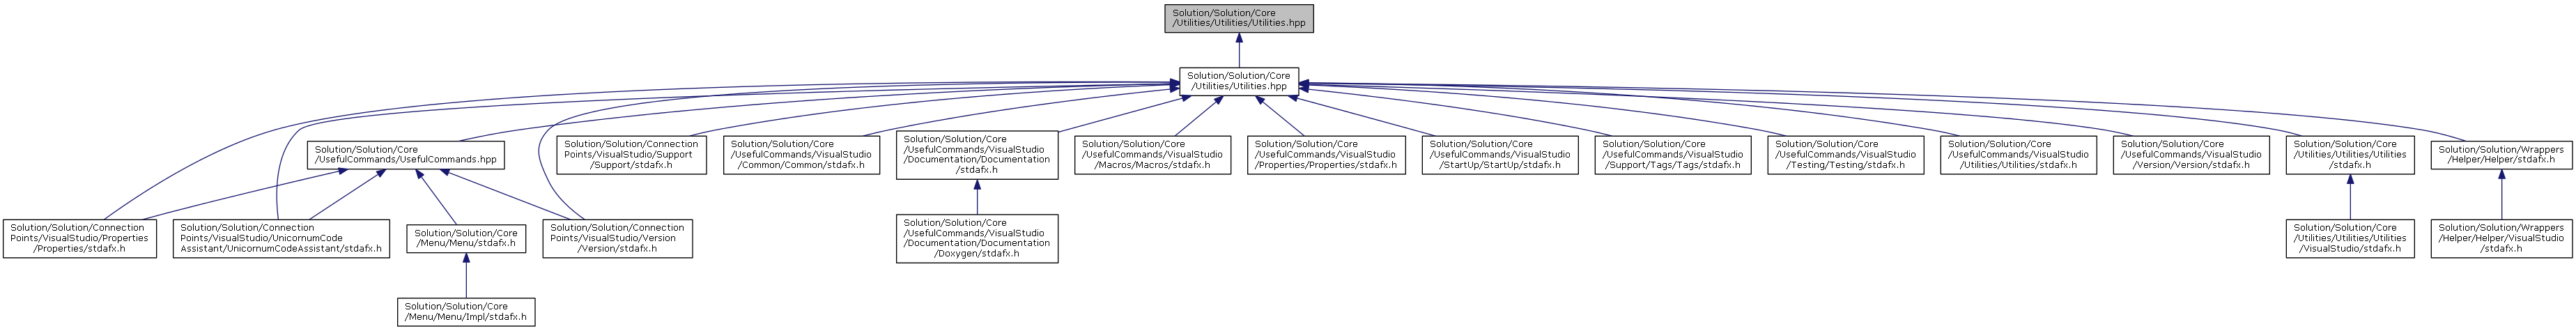 Solution/Solution/Core
/Utilities/Utilities/Utilities.hpp
Solution/Solution/Core
/Utilities/Utilities.hpp
Solution/Solution/Core
/UsefulCommands/UsefulCommands.hpp
Solution/Solution/Connection
Points/VisualStudio/Support
/Support/stdafx.h
Solution/Solution/Core
/UsefulCommands/VisualStudio
/Common/Common/stdafx.h
Solution/Solution/Core
/UsefulCommands/VisualStudio
/Documentation/Documentation
/stdafx.h
Solution/Solution/Core
/UsefulCommands/VisualStudio
/Macros/Macros/stdafx.h
Solution/Solution/Core
/UsefulCommands/VisualStudio
/Properties/Properties/stdafx.h
Solution/Solution/Core
/UsefulCommands/VisualStudio
/StartUp/StartUp/stdafx.h
Solution/Solution/Core
/UsefulCommands/VisualStudio
/Support/Tags/Tags/stdafx.h
Solution/Solution/Core
/UsefulCommands/VisualStudio
/Testing/Testing/stdafx.h
Solution/Solution/Core
/UsefulCommands/VisualStudio
/Utilities/Utilities/stdafx.h
Solution/Solution/Core
/UsefulCommands/VisualStudio
/Version/Version/stdafx.h
Solution/Solution/Core
/Utilities/Utilities/Utilities
/stdafx.h
Solution/Solution/Wrappers
/Helper/Helper/stdafx.h
Solution/Solution/Connection
Points/VisualStudio/Properties
/Properties/stdafx.h
Solution/Solution/Connection
Points/VisualStudio/UnicornumCode
Assistant/UnicornumCodeAssistant/stdafx.h
Solution/Solution/Core
/Menu/Menu/stdafx.h
Solution/Solution/Connection
Points/VisualStudio/Version
/Version/stdafx.h
Solution/Solution/Core
/UsefulCommands/VisualStudio
/Documentation/Documentation
/Doxygen/stdafx.h
Solution/Solution/Core
/Utilities/Utilities/Utilities
/VisualStudio/stdafx.h
Solution/Solution/Wrappers
/Helper/Helper/VisualStudio
/stdafx.h
Solution/Solution/Core
/Menu/Menu/Impl/stdafx.h